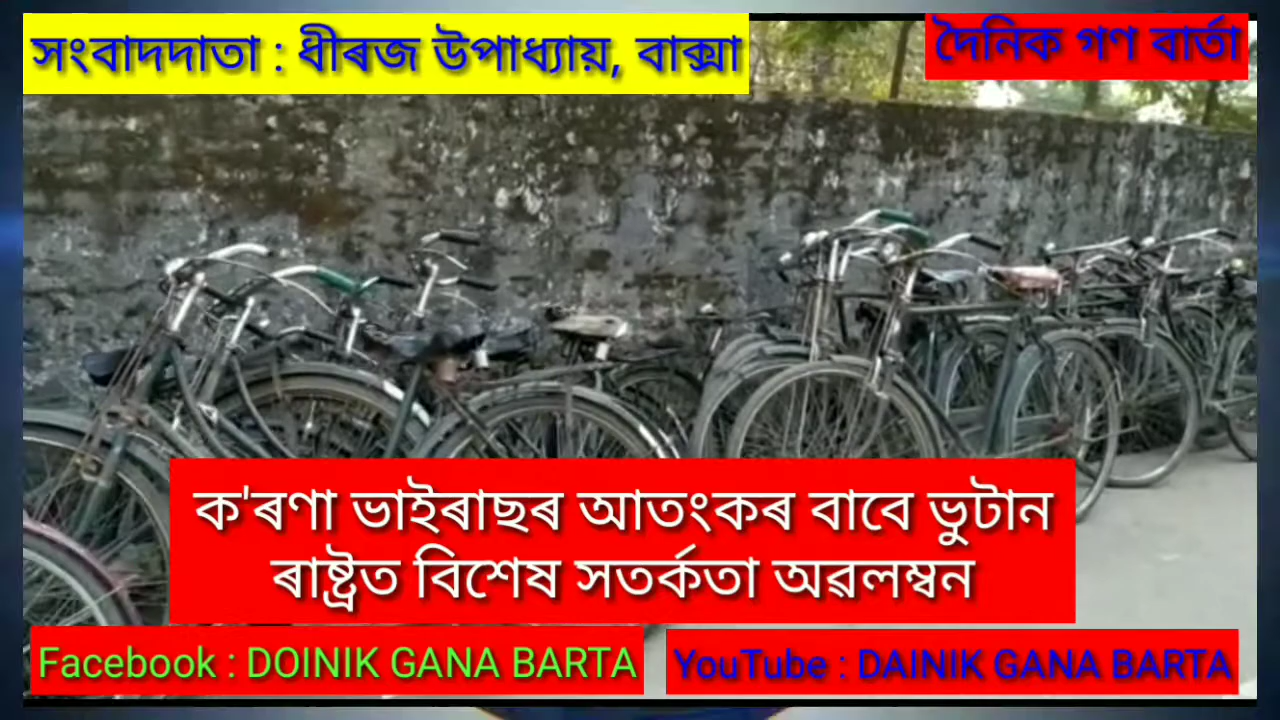 সংবাদদাতা : ধীৰজ উপাধ্যায়, বাক্সা
দৈনিক গণ বাৰ্তা
ক'ৰণা ভাইৰাছৰ আতংকৰ বাবে ভুটান
ৰাষ্ট্ৰত বিশেষ সতৰ্কতা অৱলম্বন
Facebook : DOINIK GANA BARTA
YouTube : DAINIK GANA BARTA